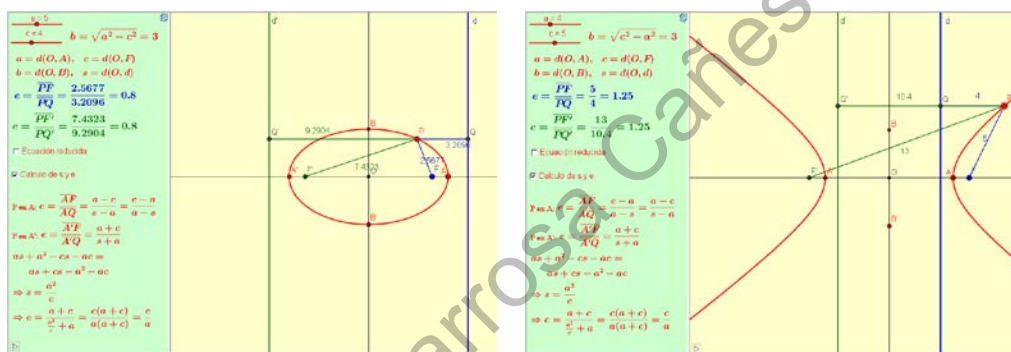 a = 5
c = 4
b = √(a² − c²) = 3
a = d(O, A), c = d(O, F)
b = d(O, B), s = d(O, d)
e = PF/PQ = 2.5677/3.2096 = 0.8
e = PF'/PQ' = 7.4323/9.2904 = 0.8
Ecuación reducida
Cálculo de s y e
P en A: e = AF/AQ = (a − c)/(s − a) = (c − a)/(a − s)
P en A': e = A'F/A'Q = (a + c)/(s + a)
as + a² − cs − ac =
as + cs − a² − ac
⇒ s = a²/c
⇒ e = (a + c)/(a²/c + a) = c(a + c)/a(a + c) = c/a
d'
d
B
Q'
9.2904
P
Q
3.2096
7.4323
2.5677
A'
F'
O
F
A
B'
a = 4
c = 5
b = √(c² − a²) = 3
a = d(O, A), c = d(O, F)
b = d(O, B), s = d(O, d)
e = PF/PQ = 5/4 = 1.25
e = PF'/PQ' = 13/10.4 = 1.25
Ecuación reducida
Cálculo de s y e
P en A: e = AF/AQ = (c − a)/(a − s) = (a − c)/(s − a)
P en A': e = A'F/A'Q = (a + c)/(s + a)
as + a² − cs − ac =
as + cs − a² − ac
⇒ s = a²/c
⇒ e = (a + c)/(a²/c + a) = c(a + c)/a(a + c) = c/a
d'
d
Q'
10.4
Q
4
P
B
13
5
F'
A'
O
A
B'
arrosa Cañes